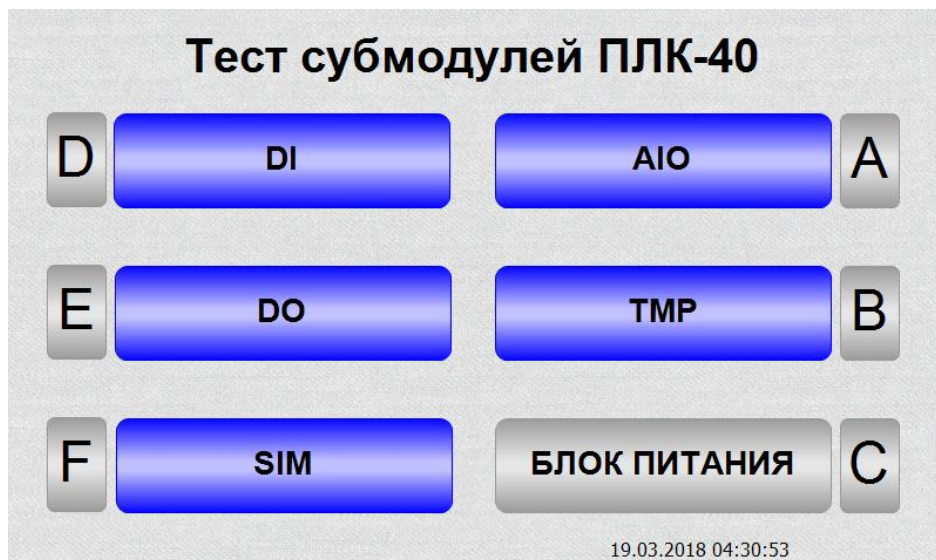 Тест субмодулей ПЛК-40
D DI AIO A
E DO TMP B
F SIM БЛОК ПИТАНИЯ C
19.03.2018 04:30:53